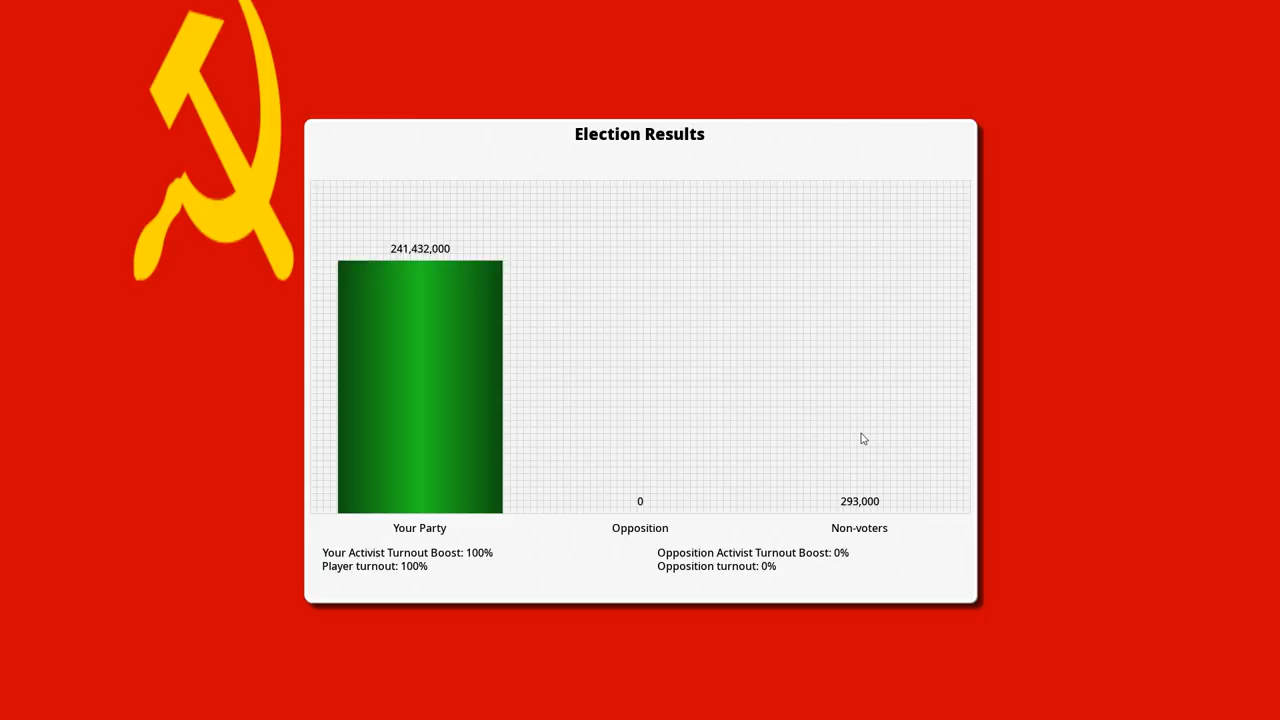 Election Results
241,432,000
0
293,000
Your Party
Opposition
Non-voters
Your Activist Turnout Boost: 100%
Opposition Activist Turnout Boost: 0%
Player turnout: 100%
Opposition turnout: 0%